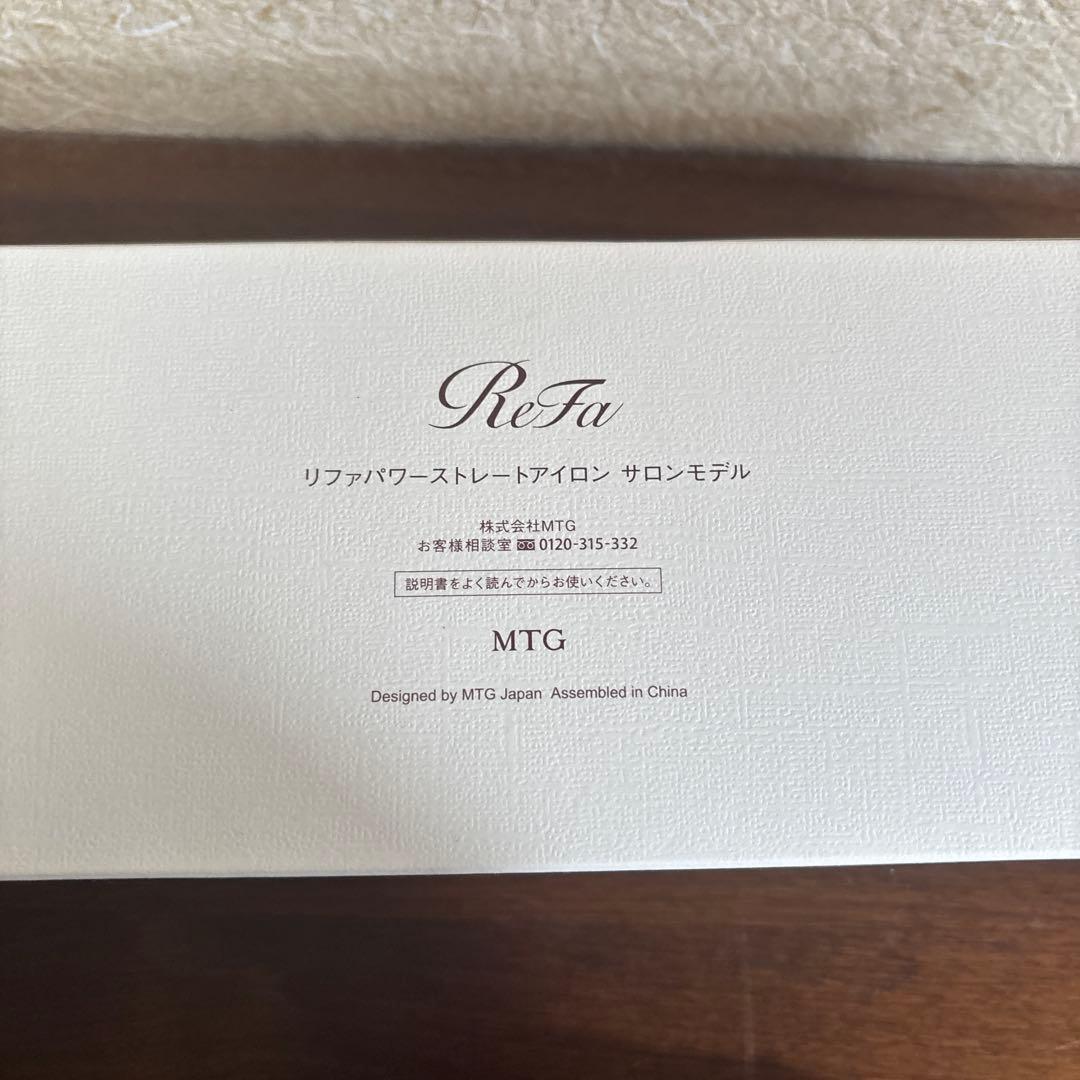 ReFa
リファパワーストレートアイロン サロンモデル
株式会社MTG
お客様相談室 0120-315-332
説明書をよく読んでからお使いください。
MTG
Designed by MTG Japan Assembled in China